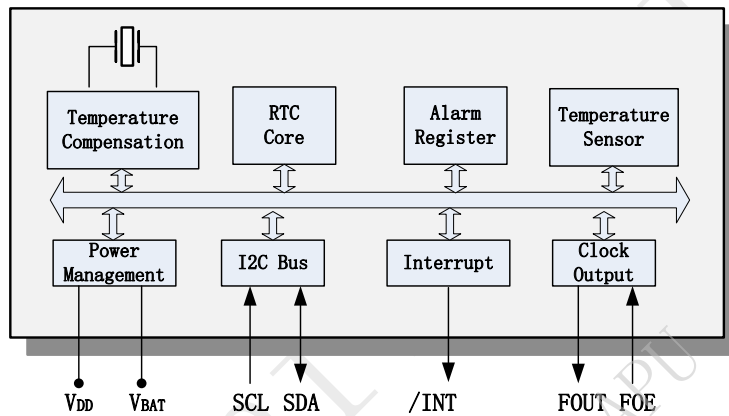 Temperature
Compensation
RTC
Core
Alarm
Register
Temperature
Sensor
Power
Management
I2C Bus
Interrupt
Clock
Output
VDD
VBAT
SCL
SDA
/INT
FOUT
FOE
APU